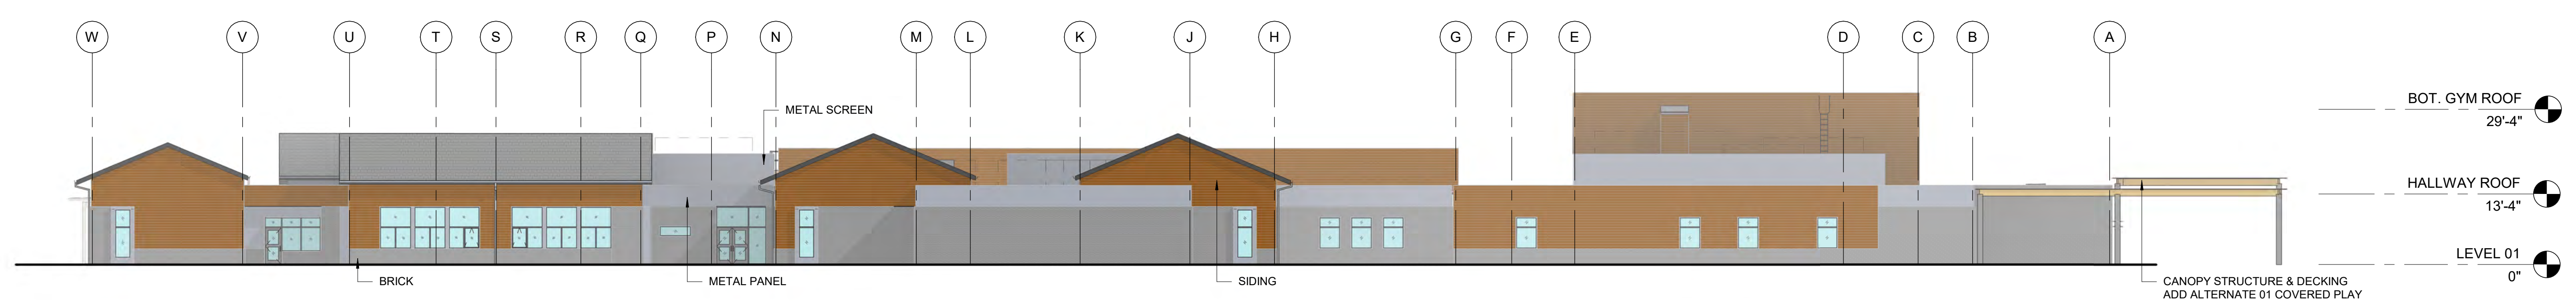 W V U T S R Q P N M L K J H G F E D C B A
METAL SCREEN
BOT. GYM ROOF
29'-4"
HALLWAY ROOF
13'-4"
LEVEL 01
0"
BRICK
METAL PANEL
SIDING
CANOPY STRUCTURE & DECKING
ADD ALTERNATE 01 COVERED PLAY